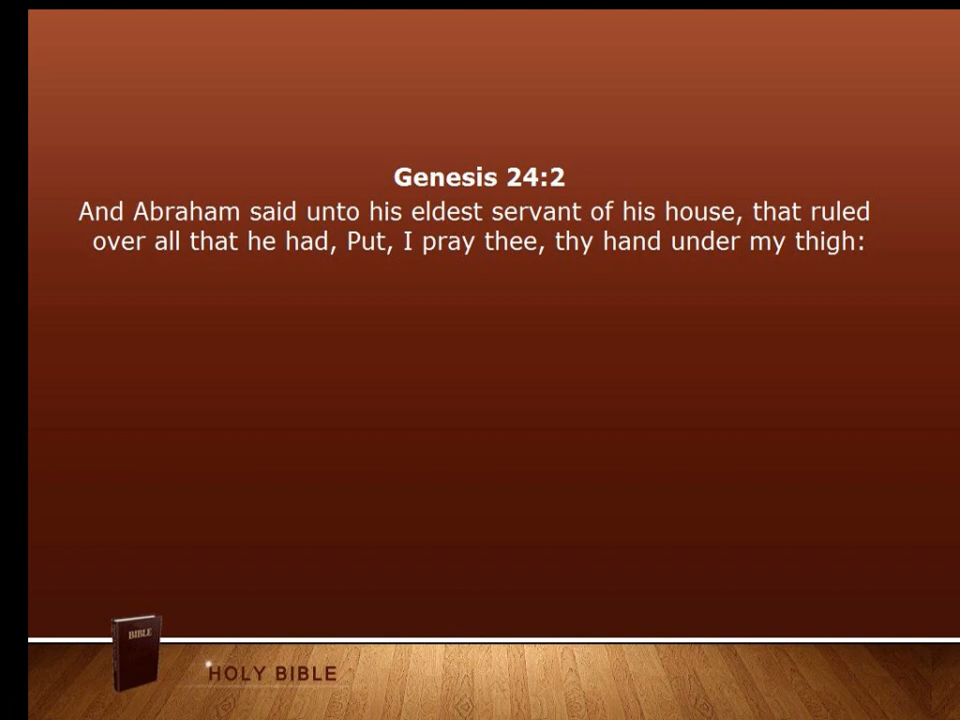 Genesis 24:2
And Abraham said unto his eldest servant of his house, that ruled
over all that he had, Put, I pray thee, thy hand under my thigh:
BIBLE
HOLY BIBLE